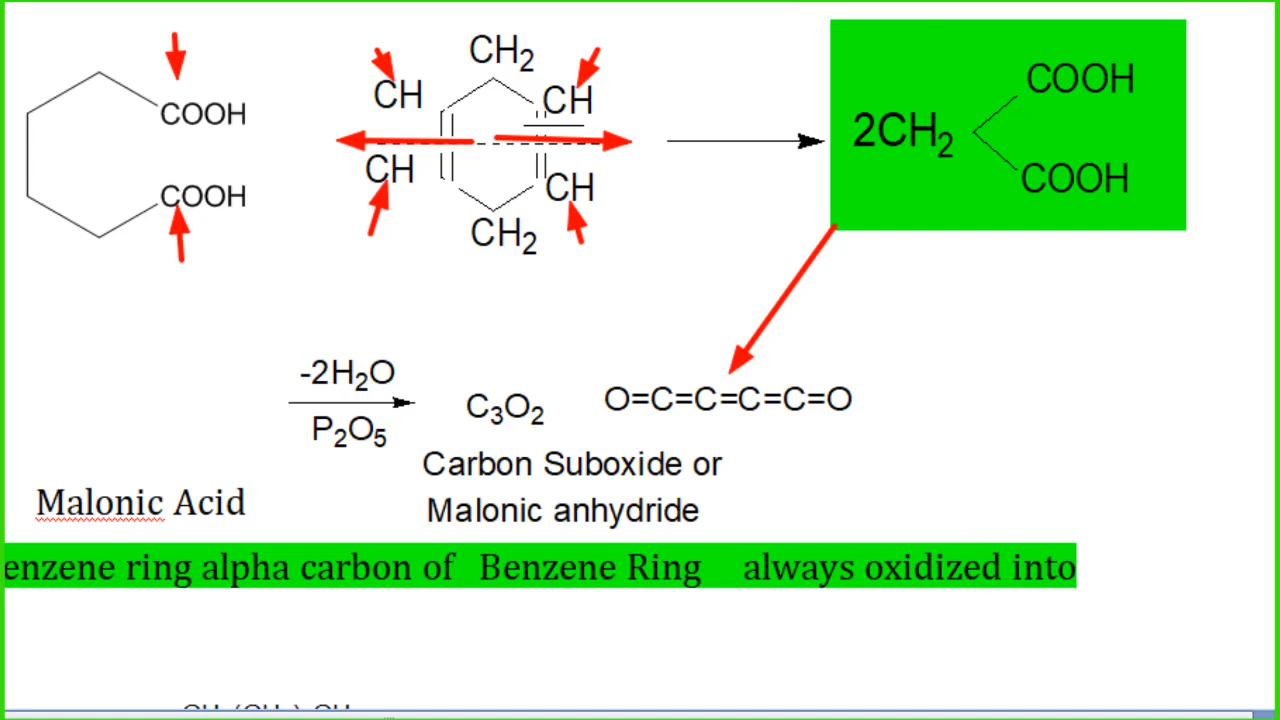 CH2
CH CH
COOH
COOH
2CH2
CH CH
COOH
COOH
CH2
-2H2O
P2O5
C3O2
O=C=C=C=C=O
Carbon Suboxide or
Malonic anhydride
Malonic Acid
enzene ring alpha carbon of Benzene Ring always oxidized into